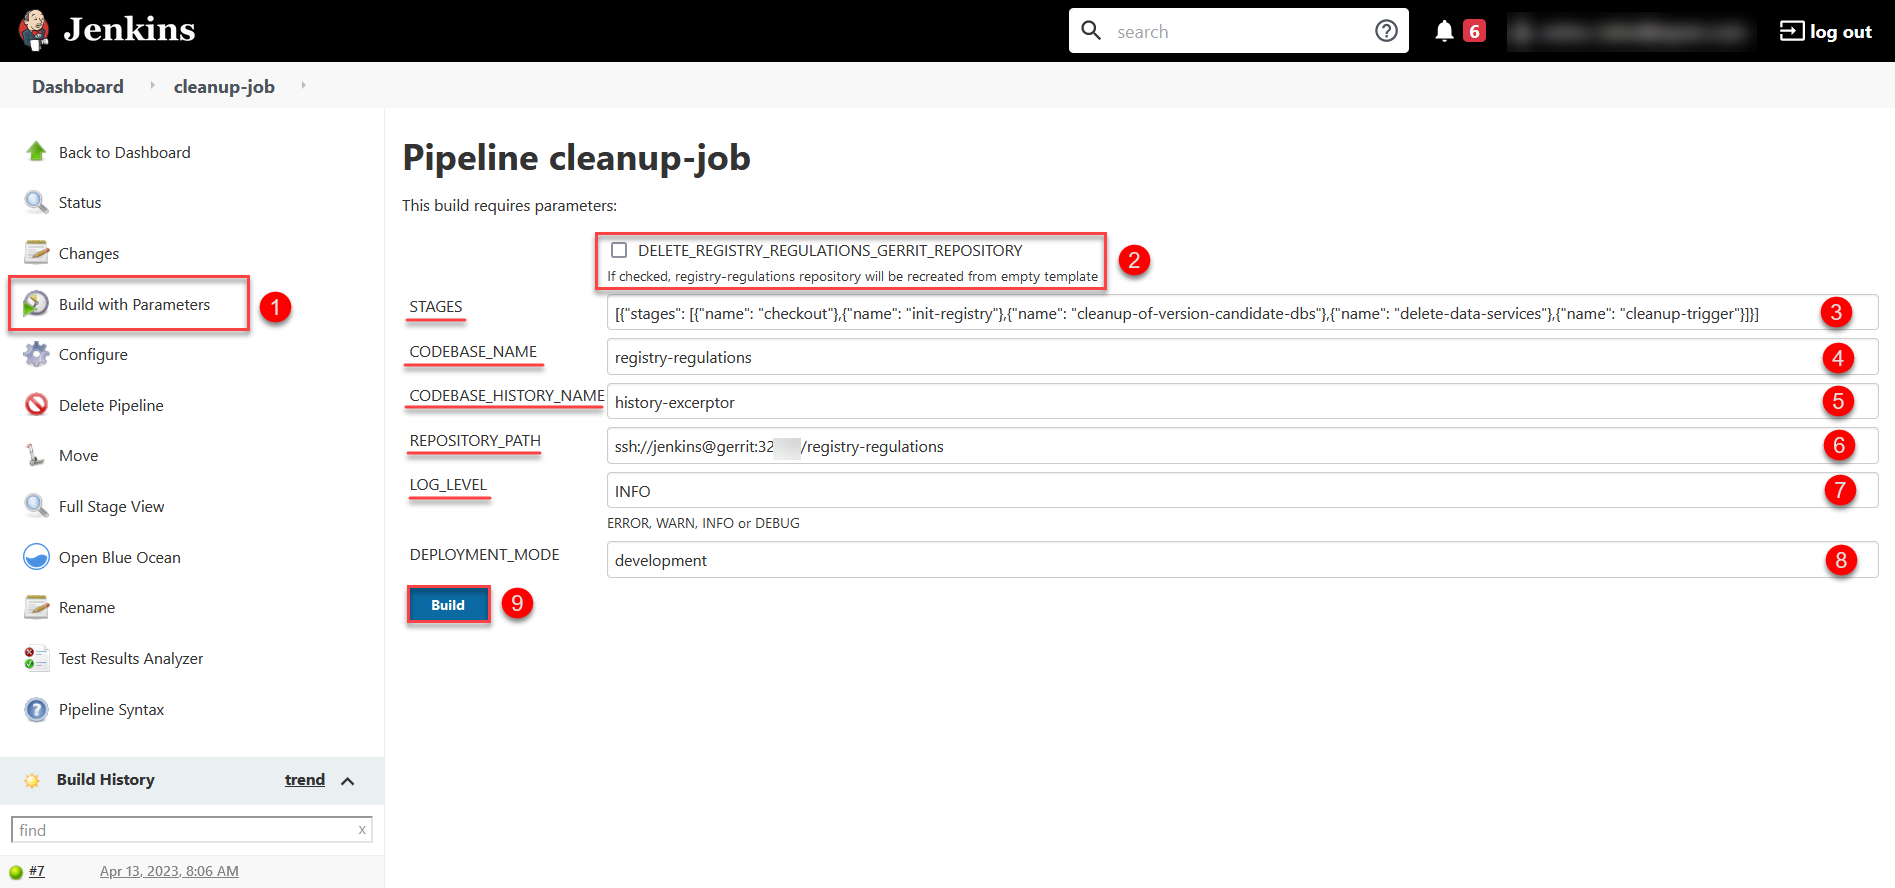 Jenkins
search
6
log out
Dashboard
cleanup-job
Back to Dashboard
Status
Changes
Build with Parameters
1
Configure
Delete Pipeline
Move
Full Stage View
Open Blue Ocean
Rename
Test Results Analyzer
Pipeline Syntax
Build History
trend
find
x
#7
Apr 13, 2023, 8:06 AM
Pipeline cleanup-job
This build requires parameters:
DELETE_REGISTRY_REGULATIONS_GERRIT_REPOSITORY
If checked, registry-regulations repository will be recreated from empty template
2
STAGES
[{"stages": [{"name": "checkout"},{"name": "init-registry"},{"name": "cleanup-of-version-candidate-dbs"},{"name": "delete-data-services"},{"name": "cleanup-trigger"}]}]
3
CODEBASE_NAME
registry-regulations
4
CODEBASE_HISTORY_NAME
history-excerptor
5
REPOSITORY_PATH
ssh://jenkins@gerrit:32 /registry-regulations
6
LOG_LEVEL
INFO
7
ERROR, WARN, INFO or DEBUG
DEPLOYMENT_MODE
development
8
Build
9